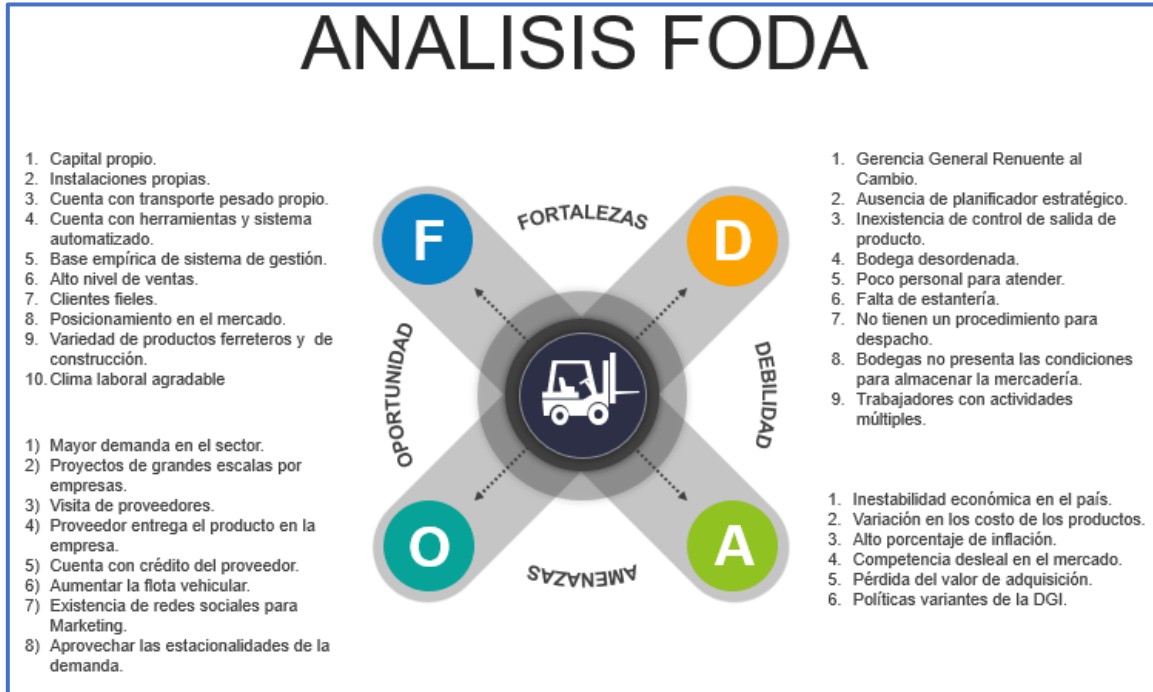 ANALISIS FODA
1. Capital propio.
2. Instalaciones propias.
3. Cuenta con transporte pesado propio.
4. Cuenta con herramientas y sistema
automatizado.
5. Base empírica de sistema de gestión.
6. Alto nivel de ventas.
7. Clientes fieles.
8. Posicionamiento en el mercado.
9. Variedad de productos ferreteros y de
construcción.
10. Clima laboral agradable
1) Mayor demanda en el sector.
2) Proyectos de grandes escalas por
empresas.
3) Visita de proveedores.
4) Proveedor entrega el producto en la
empresa.
5) Cuenta con crédito del proveedor.
6) Aumentar la flota vehicular.
7) Existencia de redes sociales para
Marketing.
8) Aprovechar las estacionalidades de la
demanda.
F
FORTALEZAS
D
OPORTUNIDAD
DEBILIDAD
O
AMENAZAS
A
1. Gerencia General Renuente al
Cambio.
2. Ausencia de planificador estratégico.
3. Inexistencia de control de salida de
producto.
4. Bodega desordenada.
5. Poco personal para atender.
6. Falta de estantería.
7. No tienen un procedimiento para
despacho.
8. Bodegas no presenta las condiciones
para almacenar la mercadería.
9. Trabajadores con actividades
múltiples.
1. Inestabilidad económica en el país.
2. Variación en los costo de los productos.
3. Alto porcentaje de inflación.
4. Competencia desleal en el mercado.
5. Pérdida del valor de adquisición.
6. Políticas variantes de la DGI.